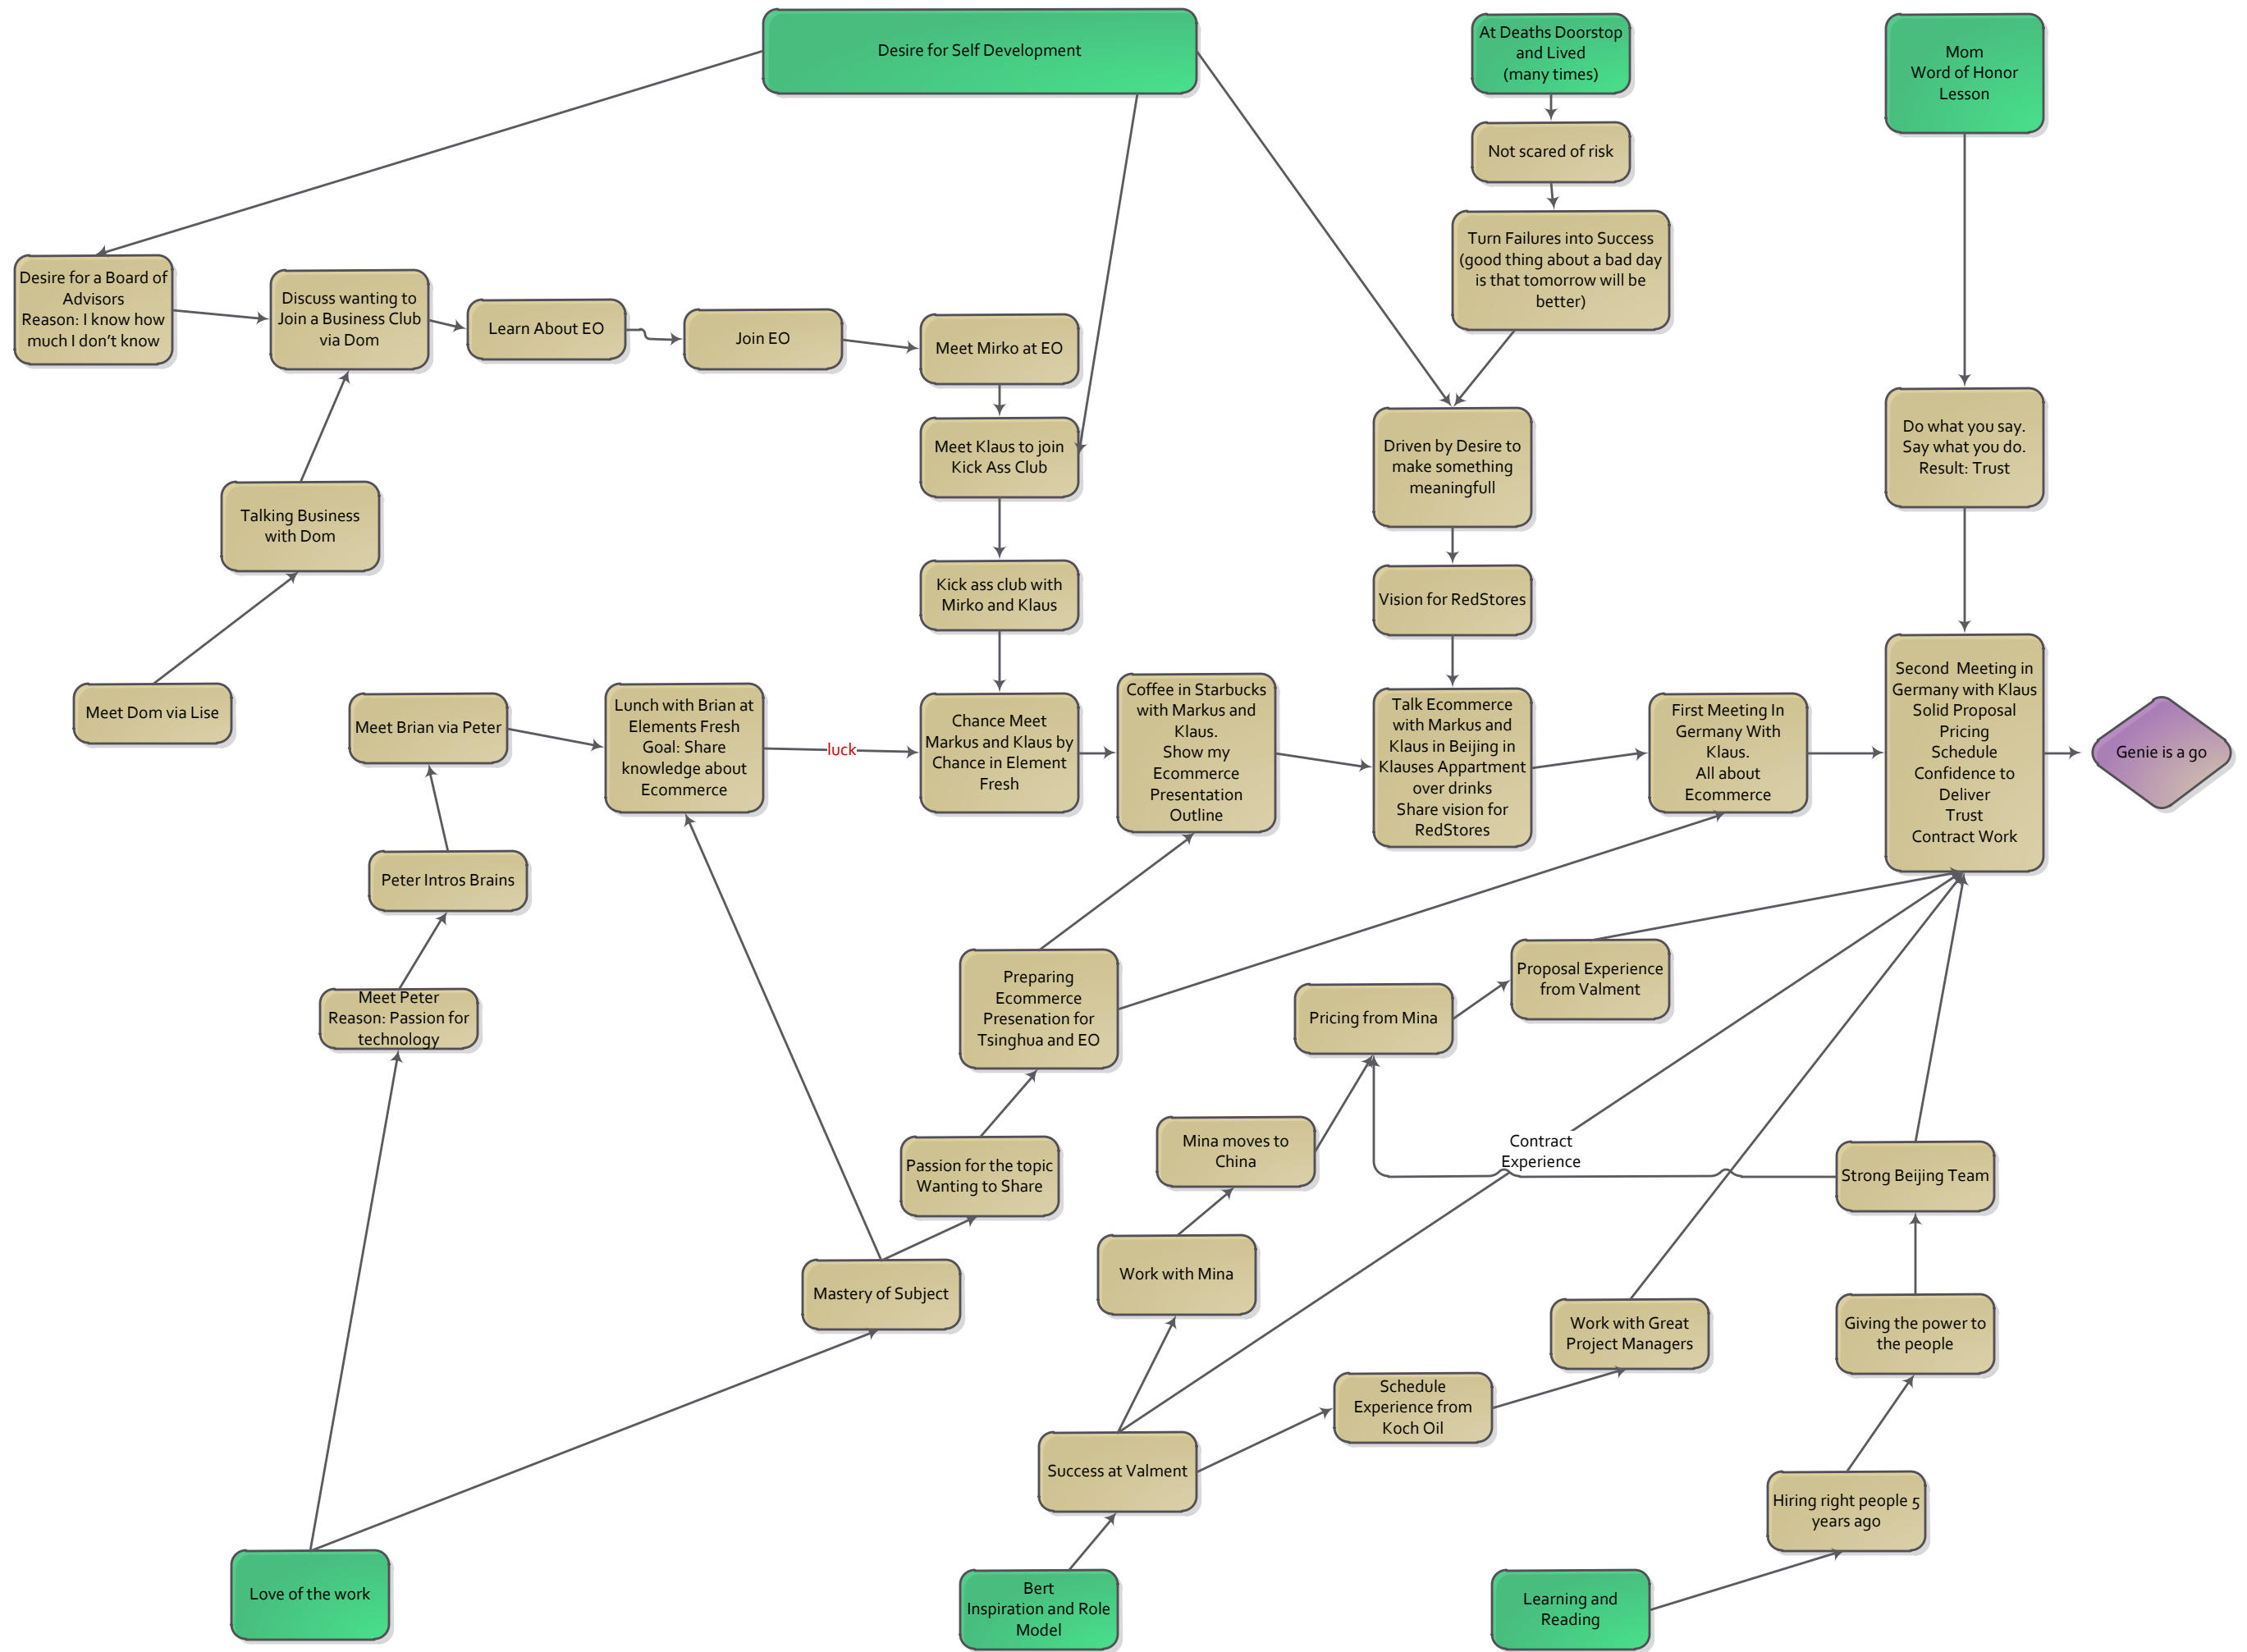 Desire for Self Development
At Deaths Doorstop
and Lived
(many times)
Mom
Word of Honor
Lesson
Not scared of risk
Turn Failures into Success
(good thing about a bad day
is that tomorrow will be
better)
Desire for a Board of
Advisors
Reason: I know how
much I don't know
Discuss wanting to
Join a Business Club
via Dom
Learn About EO
Join EO
Meet Mirko at EO
Meet Klaus to join
Kick Ass Club
Driven by Desire to
make something
meaningfull
Do what you say.
Say what you do.
Result: Trust
Talking Business
with Dom
Kick ass club with
Mirko and Klaus
Vision for RedStores
Meet Dom via Lise
Meet Brian via Peter
Lunch with Brian at
Elements Fresh
Goal: Share
knowledge about
Ecommerce
luck
Chance Meet
Markus and Klaus by
Chance in Element
Fresh
Coffee in Starbucks
with Markus and
Klaus.
Show my
Ecommerce
Presentation
Outline
Talk Ecommerce
with Markus and
Klaus in Beijing in
Klauses Appartment
over drinks
Share vision for
RedStores
First Meeting In
Germany With
Klaus.
All about
Ecommerce
Second  Meeting in
Germany with Klaus
Solid Proposal
Pricing
Schedule
Confidence to
Deliver
Trust
Contract Work
Genie is a go
Peter Intros Brains
Meet Peter
Reason: Passion for
technology
Preparing
Ecommerce
Presenation for
Tsinghua and EO
Pricing from Mina
Proposal Experience
from Valment
Passion for the topic
Wanting to Share
Mina moves to
China
Contract
Experience
Strong Beijing Team
Mastery of Subject
Work with Mina
Work with Great
Project Managers
Giving the power to
the people
Schedule
Experience from
Koch Oil
Success at Valment
Hiring right people 5
years ago
Love of the work
Bert
Inspiration and Role
Model
Learning and
Reading